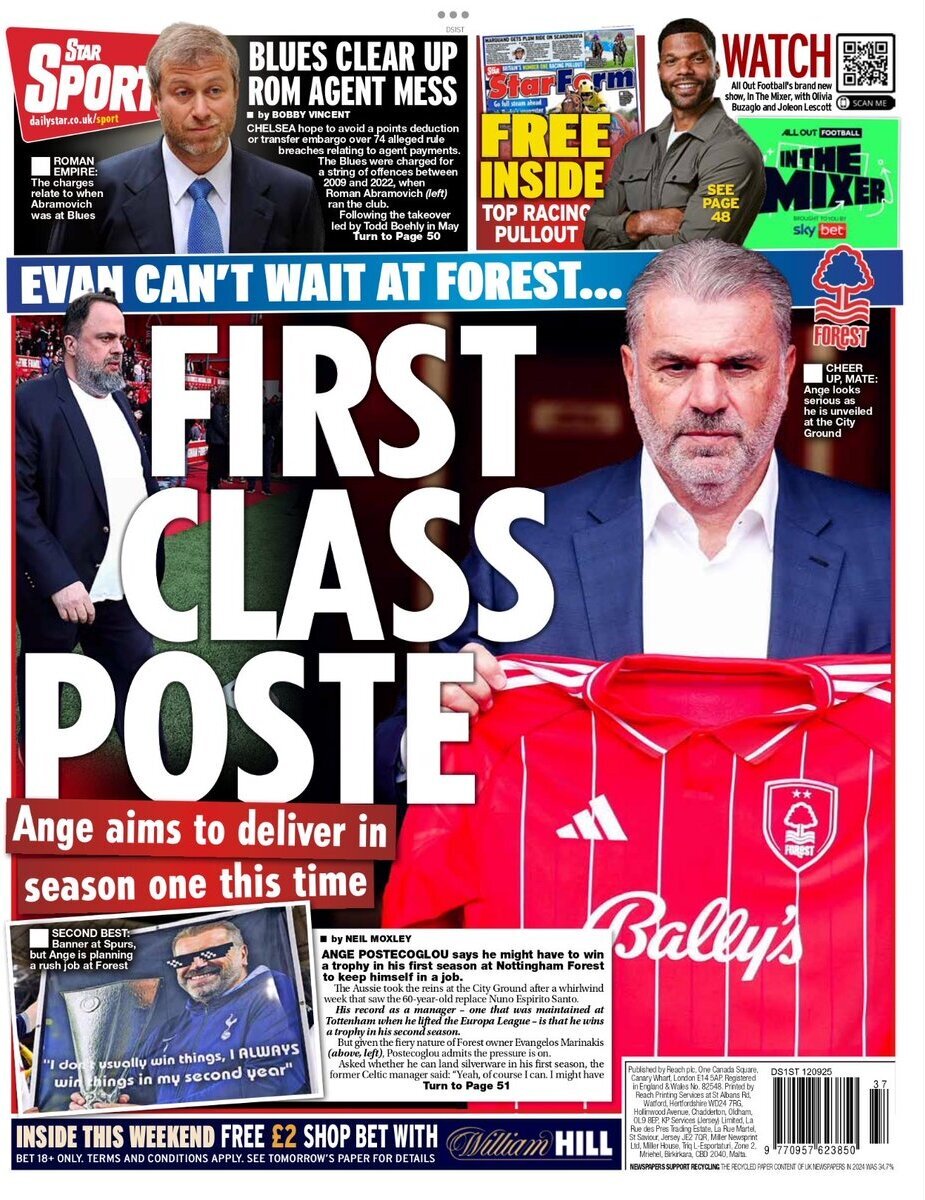 DS1ST
STAR
SPORT
dailystar.co.uk/sport
ROMAN
EMPIRE:
The charges
relate to when
Abramovich
was at Blues
BLUES CLEAR UP
ROM AGENT MESS
■ by BOBBY VINCENT
CHELSEA hope to avoid a points deduction
or transfer embargo over 74 alleged rule
breaches relating to agent payments.
The Blues were charged for
a string of offences between
2009 and 2022, when
Roman Abramovich (left)
ran the club.
Following the takeover
led by Todd Boehly in May
Turn to Page 50
MARQUAND GETS PLUM RIDE ON SCANDINAVIA
BRITAIN'S NUMBER ONE RACING PULLOUT
Star Form
Go full steam ahead
FREE
INSIDE
TOP RACING
PULLOUT
SEE
PAGE
48
WATCH
All Out Football's brand new
show, In The Mixer, with Olivia
Buzaglo and Joleon Lescott
SCAN ME
ALL OUT FOOTBALL
IN THE
MIXER
BROUGHT TO YOU BY
sky bet
EVAN CAN'T WAIT AT FOREST...
FOREST
FIRST
CLASS
POSTE
CHEER
UP, MATE:
Ange looks
serious as
he is unveiled
at the City
Ground
Ange aims to deliver in
season one this time
FOREST
Bally's
SECOND BEST:
Banner at Spurs,
but Ange is planning
a rush job at Forest
"I don't usually win things, I ALWAYS
win things in my second year"
■ by NEIL MOXLEY
ANGE POSTECOGLOU says he might have to win
a trophy in his first season at Nottingham Forest
to keep himself in a job.
The Aussie took the reins at the City Ground after a whirlwind
week that saw the 60-year-old replace Nuno Espirito Santo.
His record as a manager – one that was maintained at
Tottenham when he lifted the Europa League – is that he wins
a trophy in his second season.
But given the fiery nature of Forest owner Evangelos Marinakis
(above, left), Postecoglou admits the pressure is on.
Asked whether he can land silverware in his first season, the
former Celtic manager said: "Yeah, of course I can. I might have
Turn to Page 51
Published by Reach plc, One Canada Square,
Canary Wharf, London E14 5AP. Registered
in England & Wales No. 82548. Printed by
Reach Printing Services at St Albans Rd,
Watford, Hertfordshire WD24 7RG,
Hollinwood Avenue, Chadderton, Oldham,
OL9 8EP, KP Services (Jersey) Limited, La
Rue des Pres Trading Estate, La Rue Martel,
St Saviour, Jersey JE2 7QR, Miller Newsprint
Ltd, Miller House, Triq L-Esportaturi, Zone 2,
Mriehel, Birkirkara, CBD 2040, Malta.
DS1ST 120925
37
9 770957 623850
NEWSPAPERS SUPPORT RECYCLING THE RECYCLED PAPER CONTENT OF UK NEWSPAPERS IN 2024 WAS 34.7%
INSIDE THIS WEEKEND FREE £2 SHOP BET WITH
BET 18+ ONLY. TERMS AND CONDITIONS APPLY. SEE TOMORROW'S PAPER FOR DETAILS
William HILL